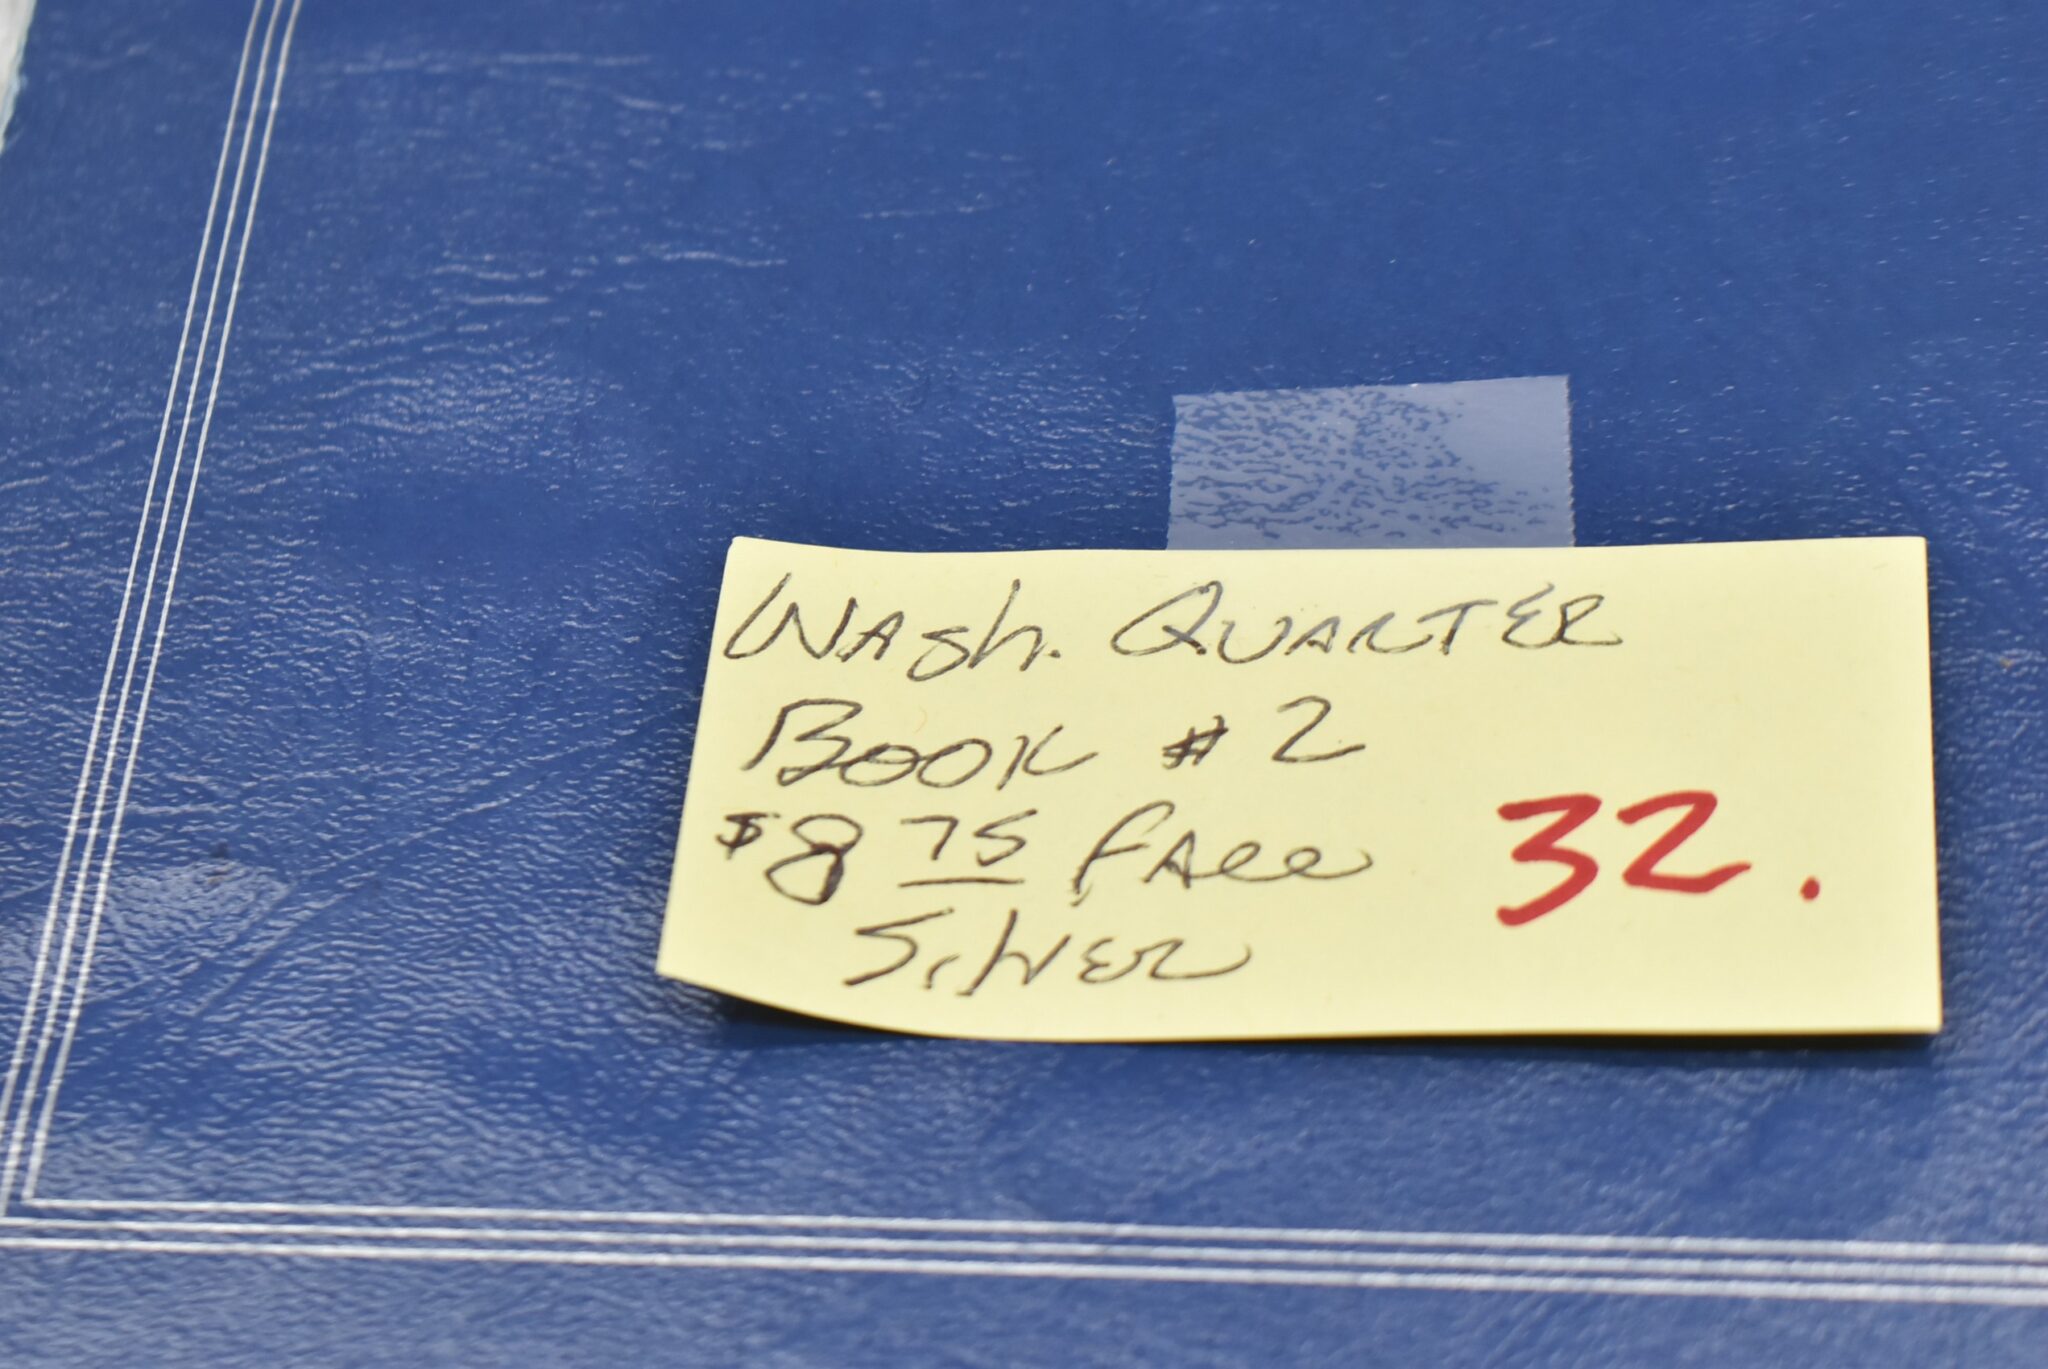 Wash. QUARTER
BOOK # 2
$8 75 FACE
Silver
32.